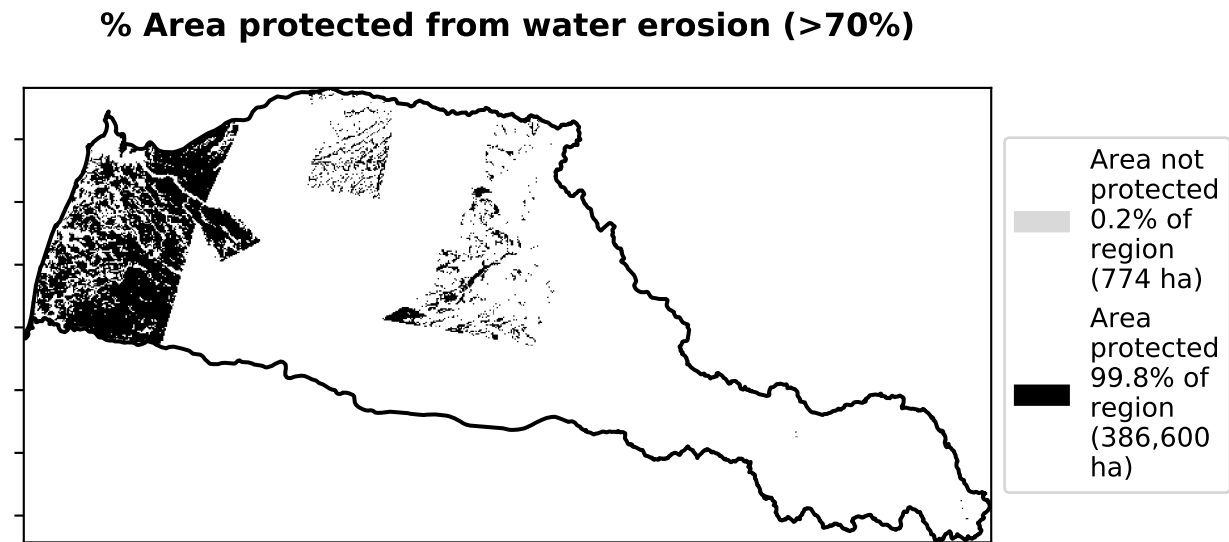 % Area protected from water erosion (>70%)
Area not
protected
0.2% of
region
(774 ha)
Area
protected
99.8% of
region
(386,600
ha)